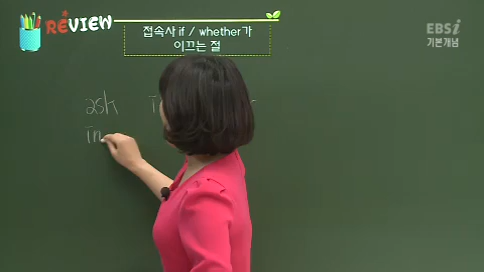 REVIEW
접속사 if / whether가
이끄는 절
EBSi
기본개념
ask
in